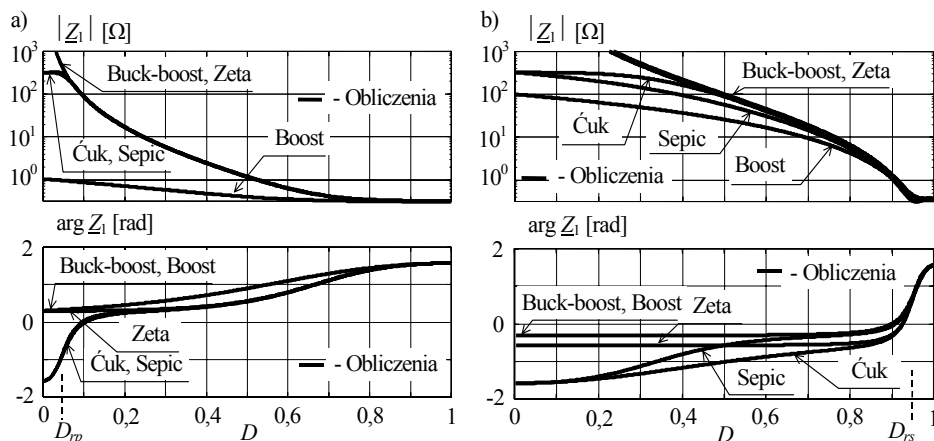 a)
|Z₁| [Ω]
10³
10²
10¹
10⁰
Buck-boost, Zeta
- Obliczenia
Boost
Ćuk, Sepic
arg Z₁ [rad]
2
0
-2
Buck-boost, Boost
Zeta
Ćuk, Sepic
- Obliczenia
0 0,2 0,4 0,6 0,8 1
D_rp D
b)
|Z₁| [Ω]
10³
10²
10¹
10⁰
Buck-boost, Zeta
Ćuk
Sepic
Boost
- Obliczenia
arg Z₁ [rad]
2
0
-2
- Obliczenia
Buck-boost, Boost
Zeta
Sepic
Ćuk
0 0,2 0,4 0,6 0,8 1
D D_rs